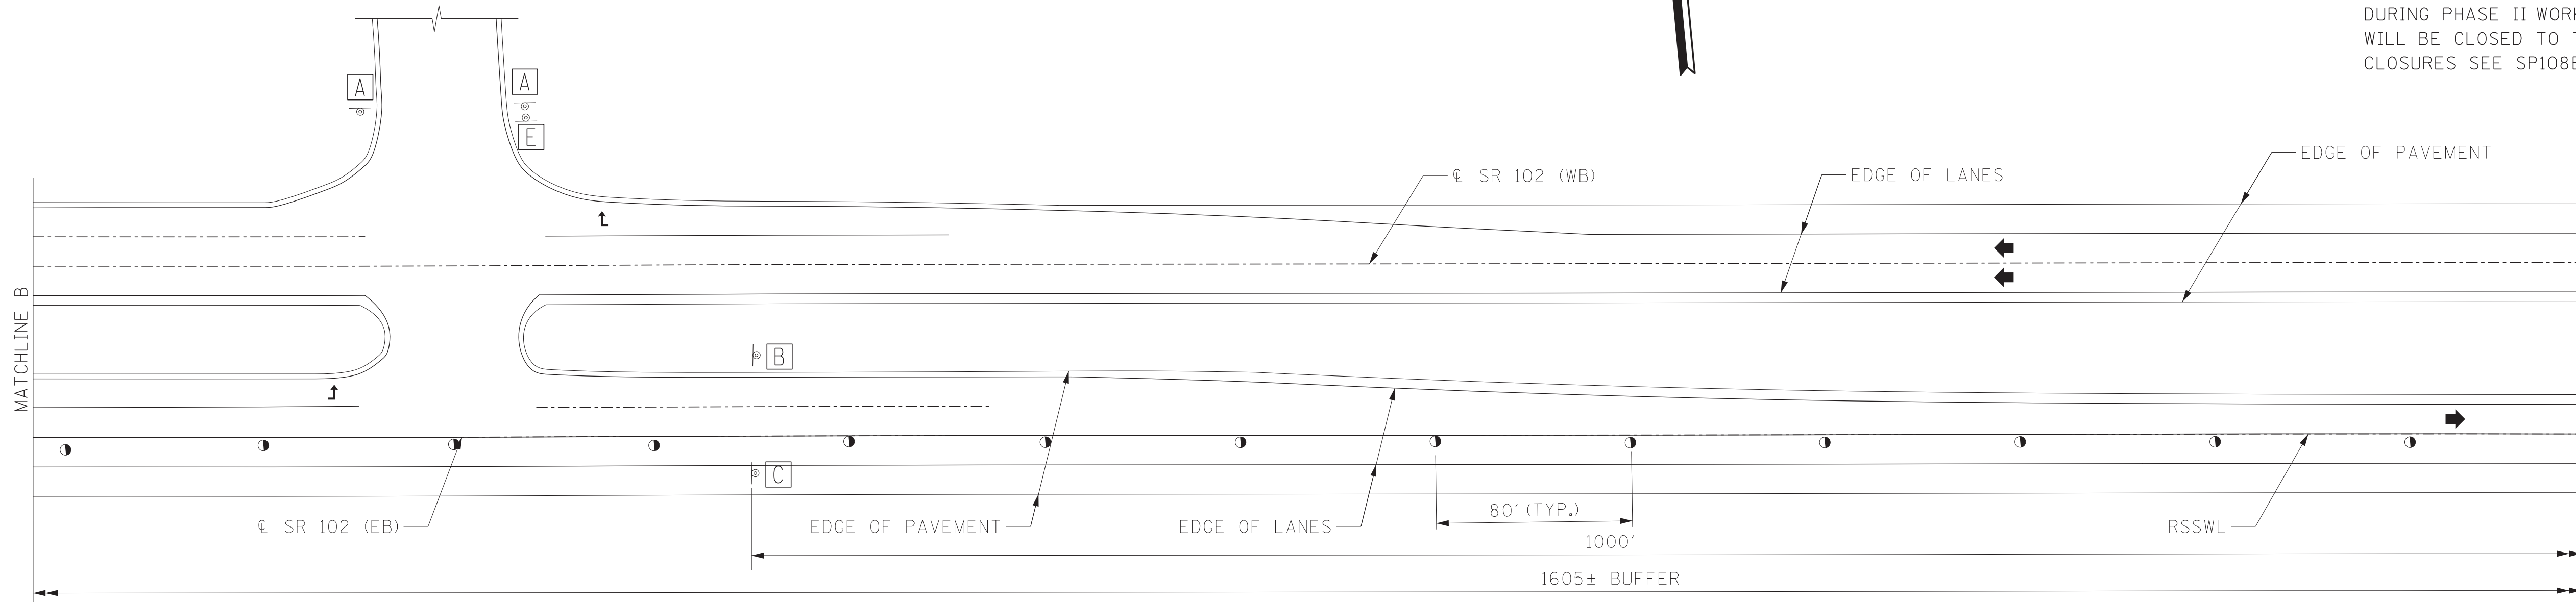 DURING PHASE II WORK
WILL BE CLOSED TO
CLOSURES SEE SP108
A
A
E
EDGE OF PAVEMENT
℄ SR 102 (WB)
EDGE OF LANES
MATCHLINE B
B
C
℄ SR 102 (EB)
EDGE OF PAVEMENT
EDGE OF LANES
80' (TYP.)
RSSWL
1000'
1605± BUFFER